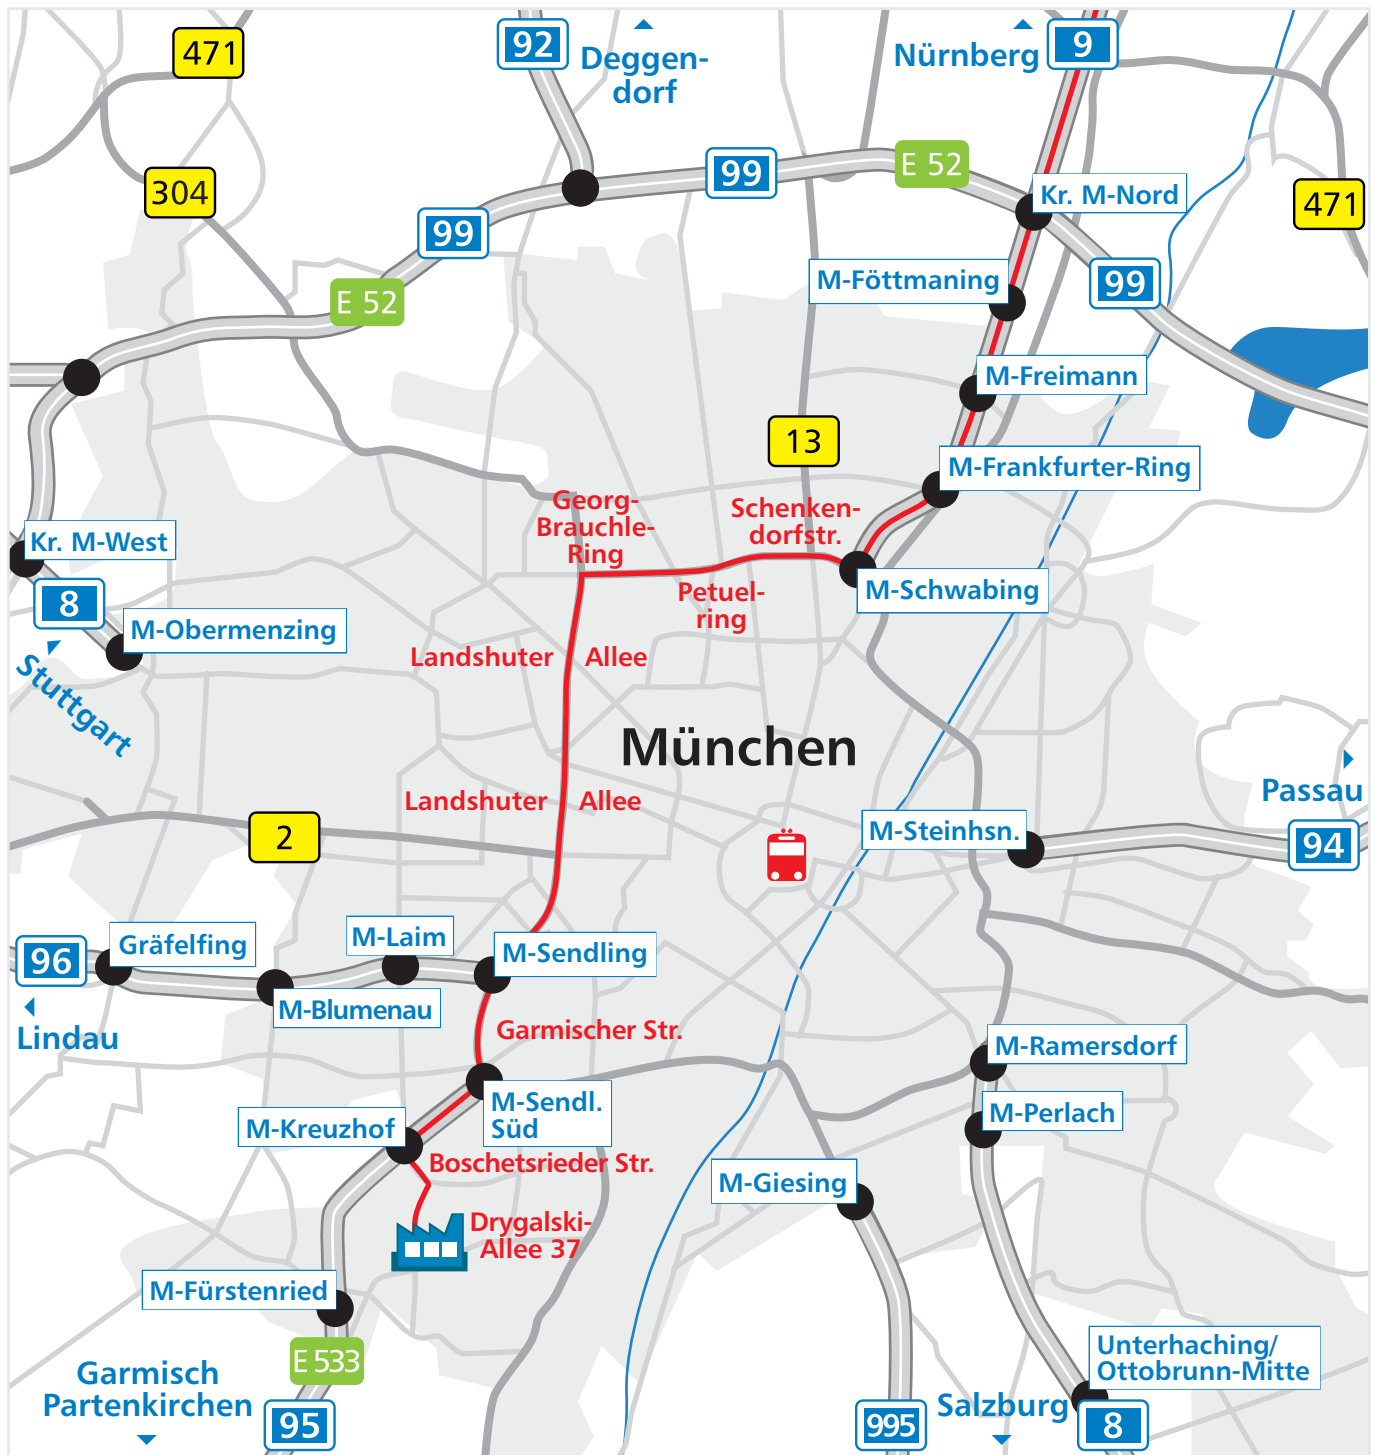 471
92
Deggen-
dorf
Nürnberg
9
304
99
E 52
Kr. M-Nord
471
99
E 52
M-Föttmaning
99
M-Freimann
13
M-Frankfurter-Ring
Georg-
Brauchle-
Ring
Schenken-
dorfstr.
Kr. M-West
8
M-Obermenzing
Stuttgart
Petuel-
ring
M-Schwabing
Landshuter Allee
München
Landshuter Allee
Passau
94
2
M-Steinhsn.
96
Gräfelfing
M-Laim
M-Sendling
M-Blumenau
Lindau
Garmischer Str.
M-Ramersdorf
M-Sendl.
Süd
M-Kreuzhof
M-Perlach
Boschetsrieder Str.
M-Giesing
Drygalski-
Allee 37
M-Fürstenried
E 533
Garmisch
Partenkirchen
95
995
Salzburg
8
Unterhaching/
Ottobrunn-Mitte